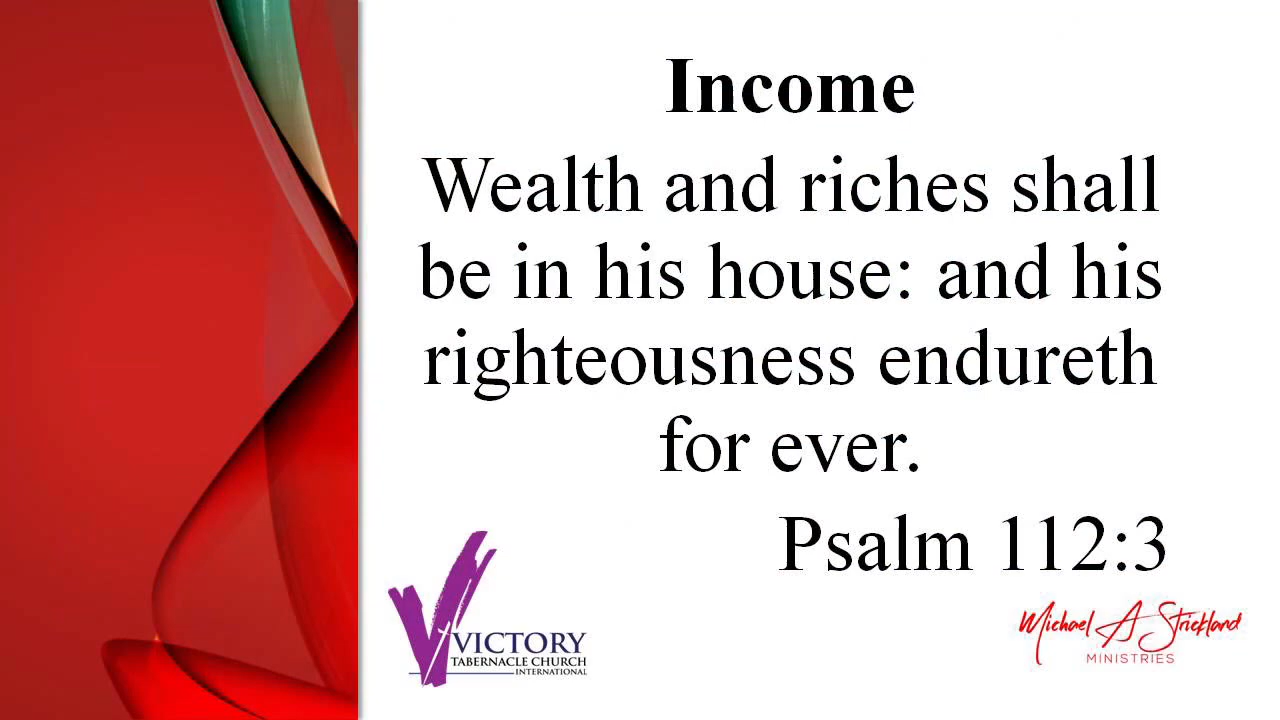 Income
Wealth and riches shall
be in his house: and his
righteousness endureth
for ever.
Psalm 112:3
VICTORY
TABERNACLE CHURCH
INTERNATIONAL
Michael A Strickland
MINISTRIES